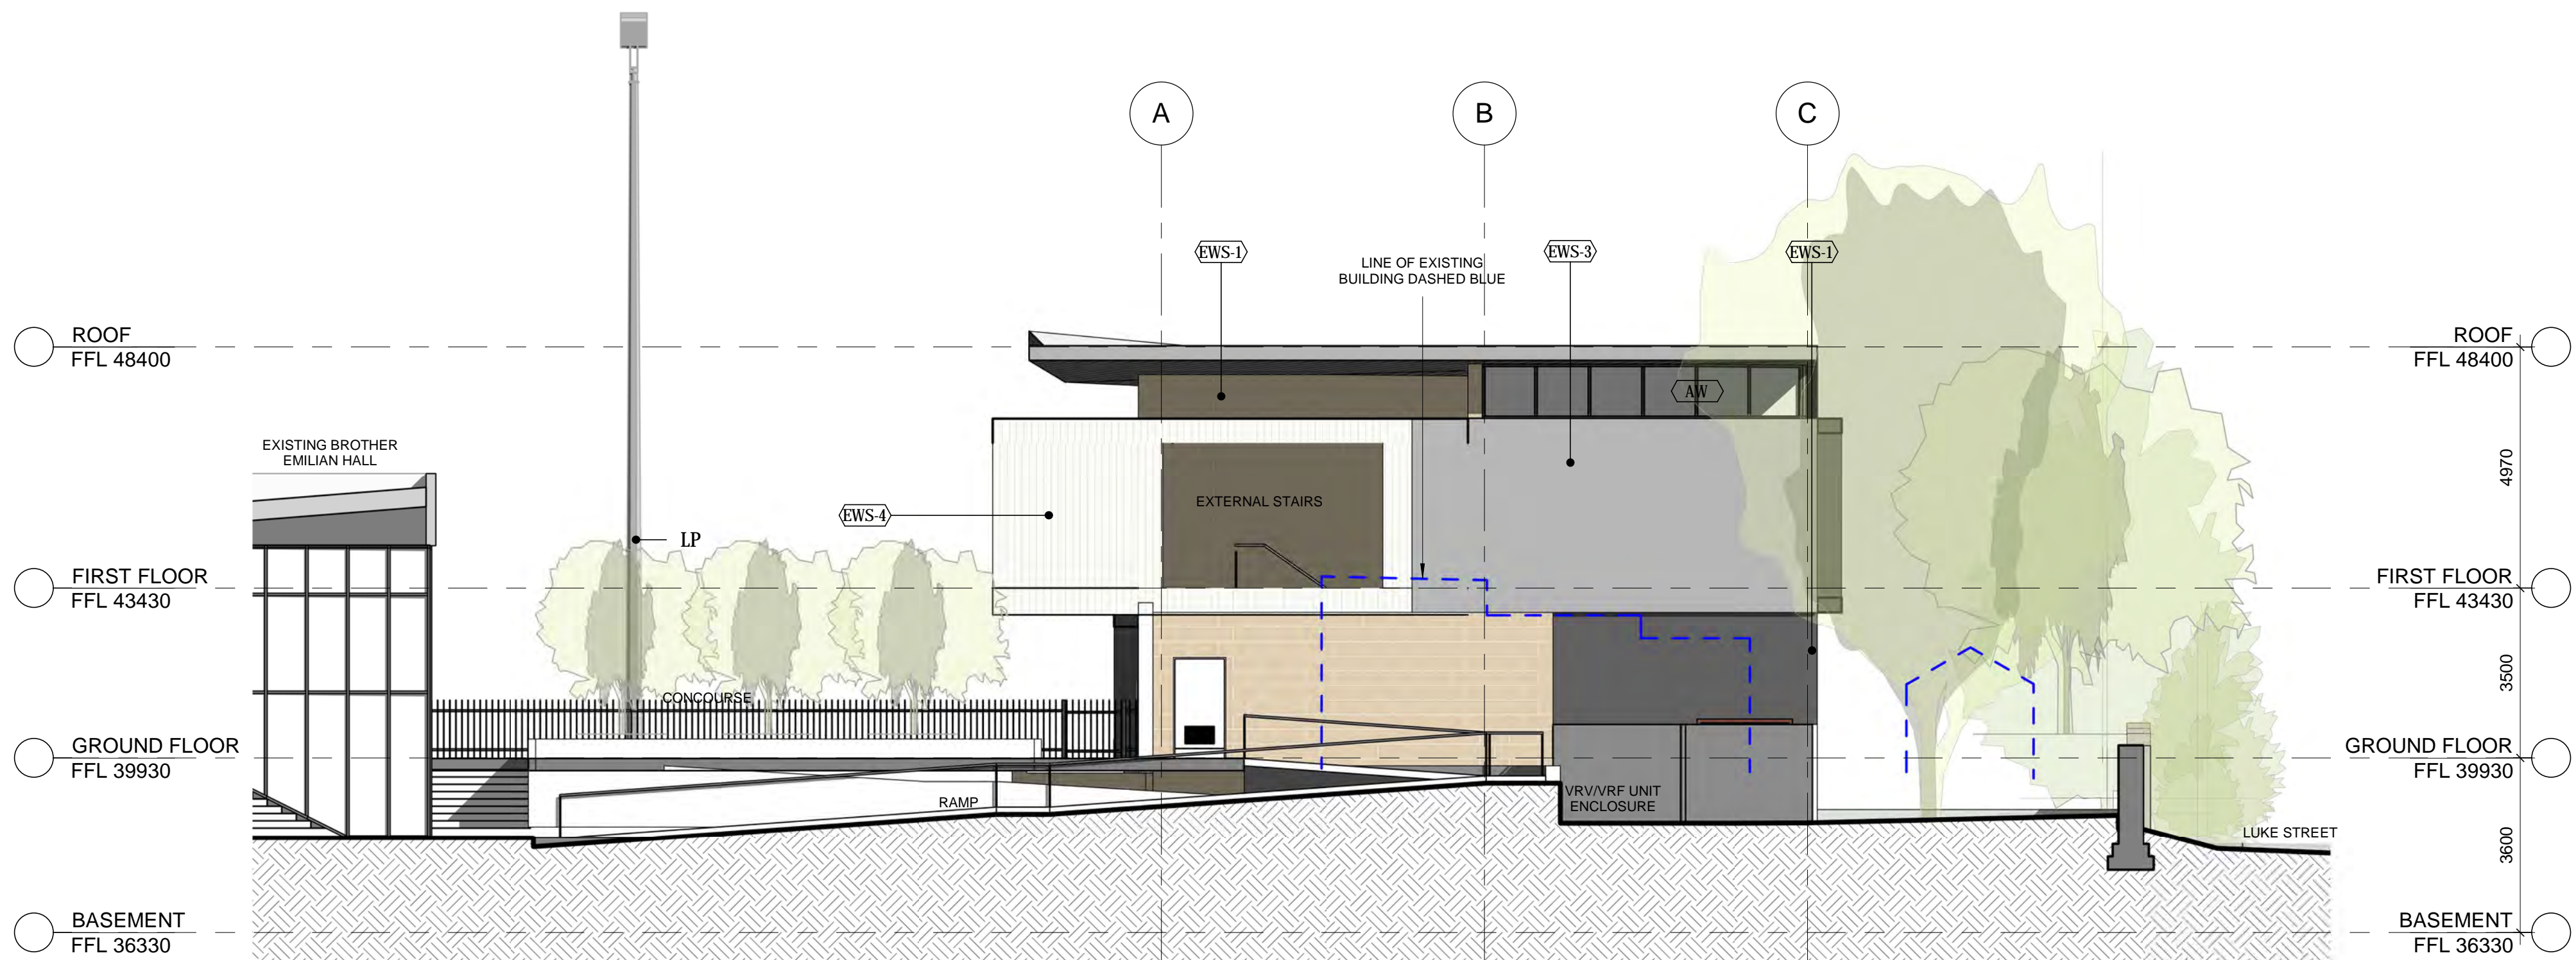 A
B
C
EWS-1
EWS-3
EWS-1
LINE OF EXISTING
BUILDING DASHED BLUE
ROOF
FFL 48400
ROOF
FFL 48400
AW
EXISTING BROTHER
EMILIAN HALL
4970
EXTERNAL STAIRS
EWS-4
LP
FIRST FLOOR
FFL 43430
FIRST FLOOR
FFL 43430
3500
CONCOURSE
GROUND FLOOR
FFL 39930
GROUND FLOOR
FFL 39930
RAMP
VRV/VRF UNIT
ENCLOSURE
LUKE STREET
3600
BASEMENT
FFL 36330
BASEMENT
FFL 36330